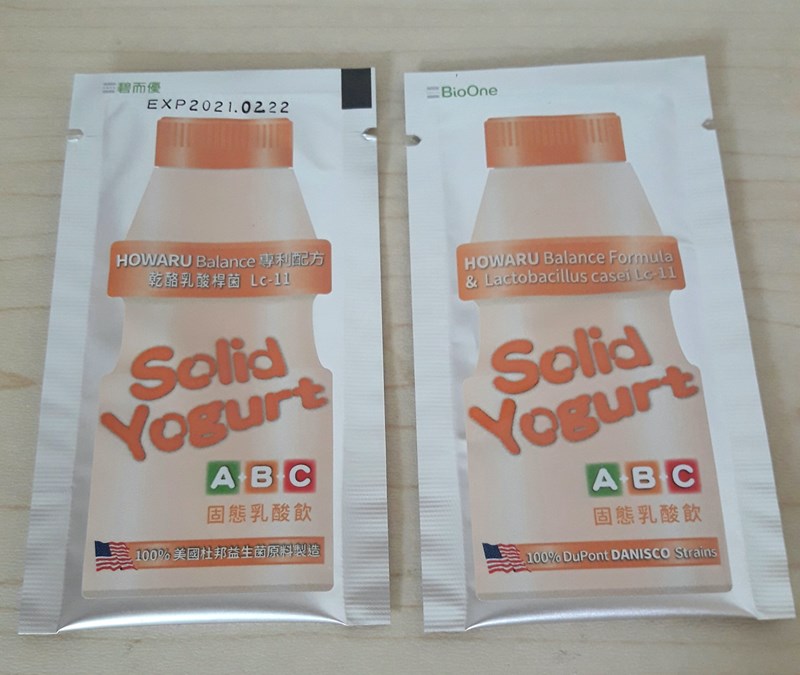 碧而優
EXP2021.0222
HOWARU Balance 專利配方
乾酪乳酸桿菌 Lc-11
Solid
Yogurt
A+B+C
固態乳酸飲
100% 美國杜邦益生菌原料製造
BioOne
HOWARU Balance Formula
& Lactobacillus casei Lc-11
Solid
Yogurt
A+B+C
固態乳酸飲
100% DuPont DANISCO Strains